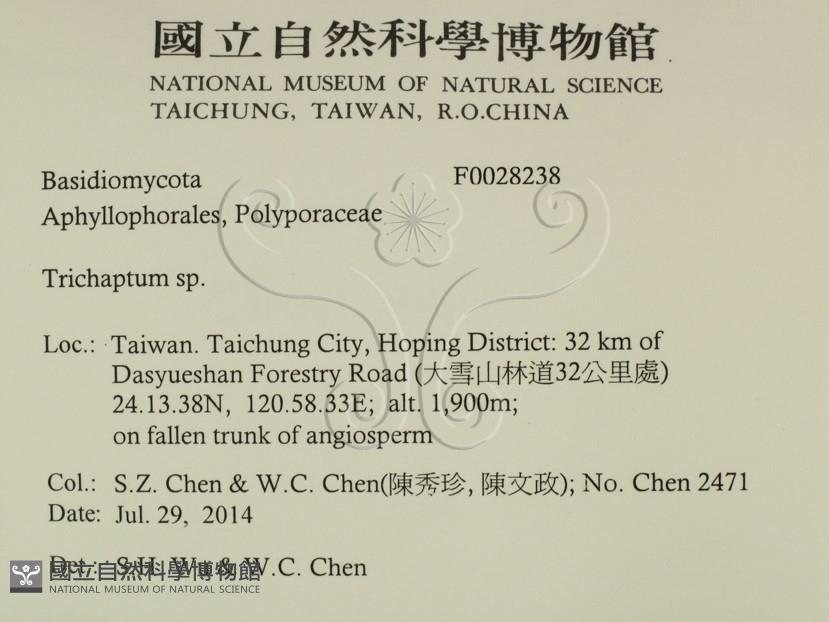 國立自然科學博物館
NATIONAL MUSEUM OF NATURAL SCIENCE
TAICHUNG, TAIWAN, R.O.CHINA
Basidiomycota F0028238
Aphyllophorales, Polyporaceae
Trichaptum sp.
Loc.: Taiwan. Taichung City, Hoping District: 32 km of
Dasyueshan Forestry Road (大雪山林道32公里處)
24.13.38N, 120.58.33E; alt. 1,900m;
on fallen trunk of angiosperm
Col.: S.Z. Chen & W.C. Chen(陳秀珍, 陳文政); No. Chen 2471
Date: Jul. 29, 2014
Det.: S.H. & W.C. Chen
國立自然科學博物館
NATIONAL MUSEUM OF NATURAL SCIENCE